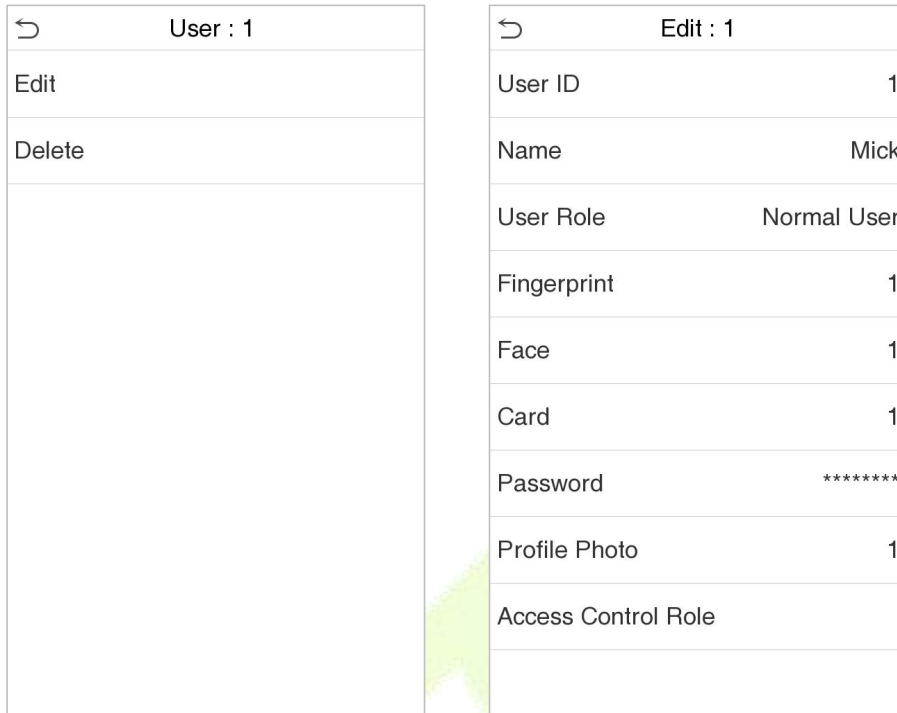 User : 1
Edit
Delete
Edit : 1
User ID 1
Name Mick
User Role Normal User
Fingerprint 1
Face 1
Card 1
Password ********
Profile Photo 1
Access Control Role